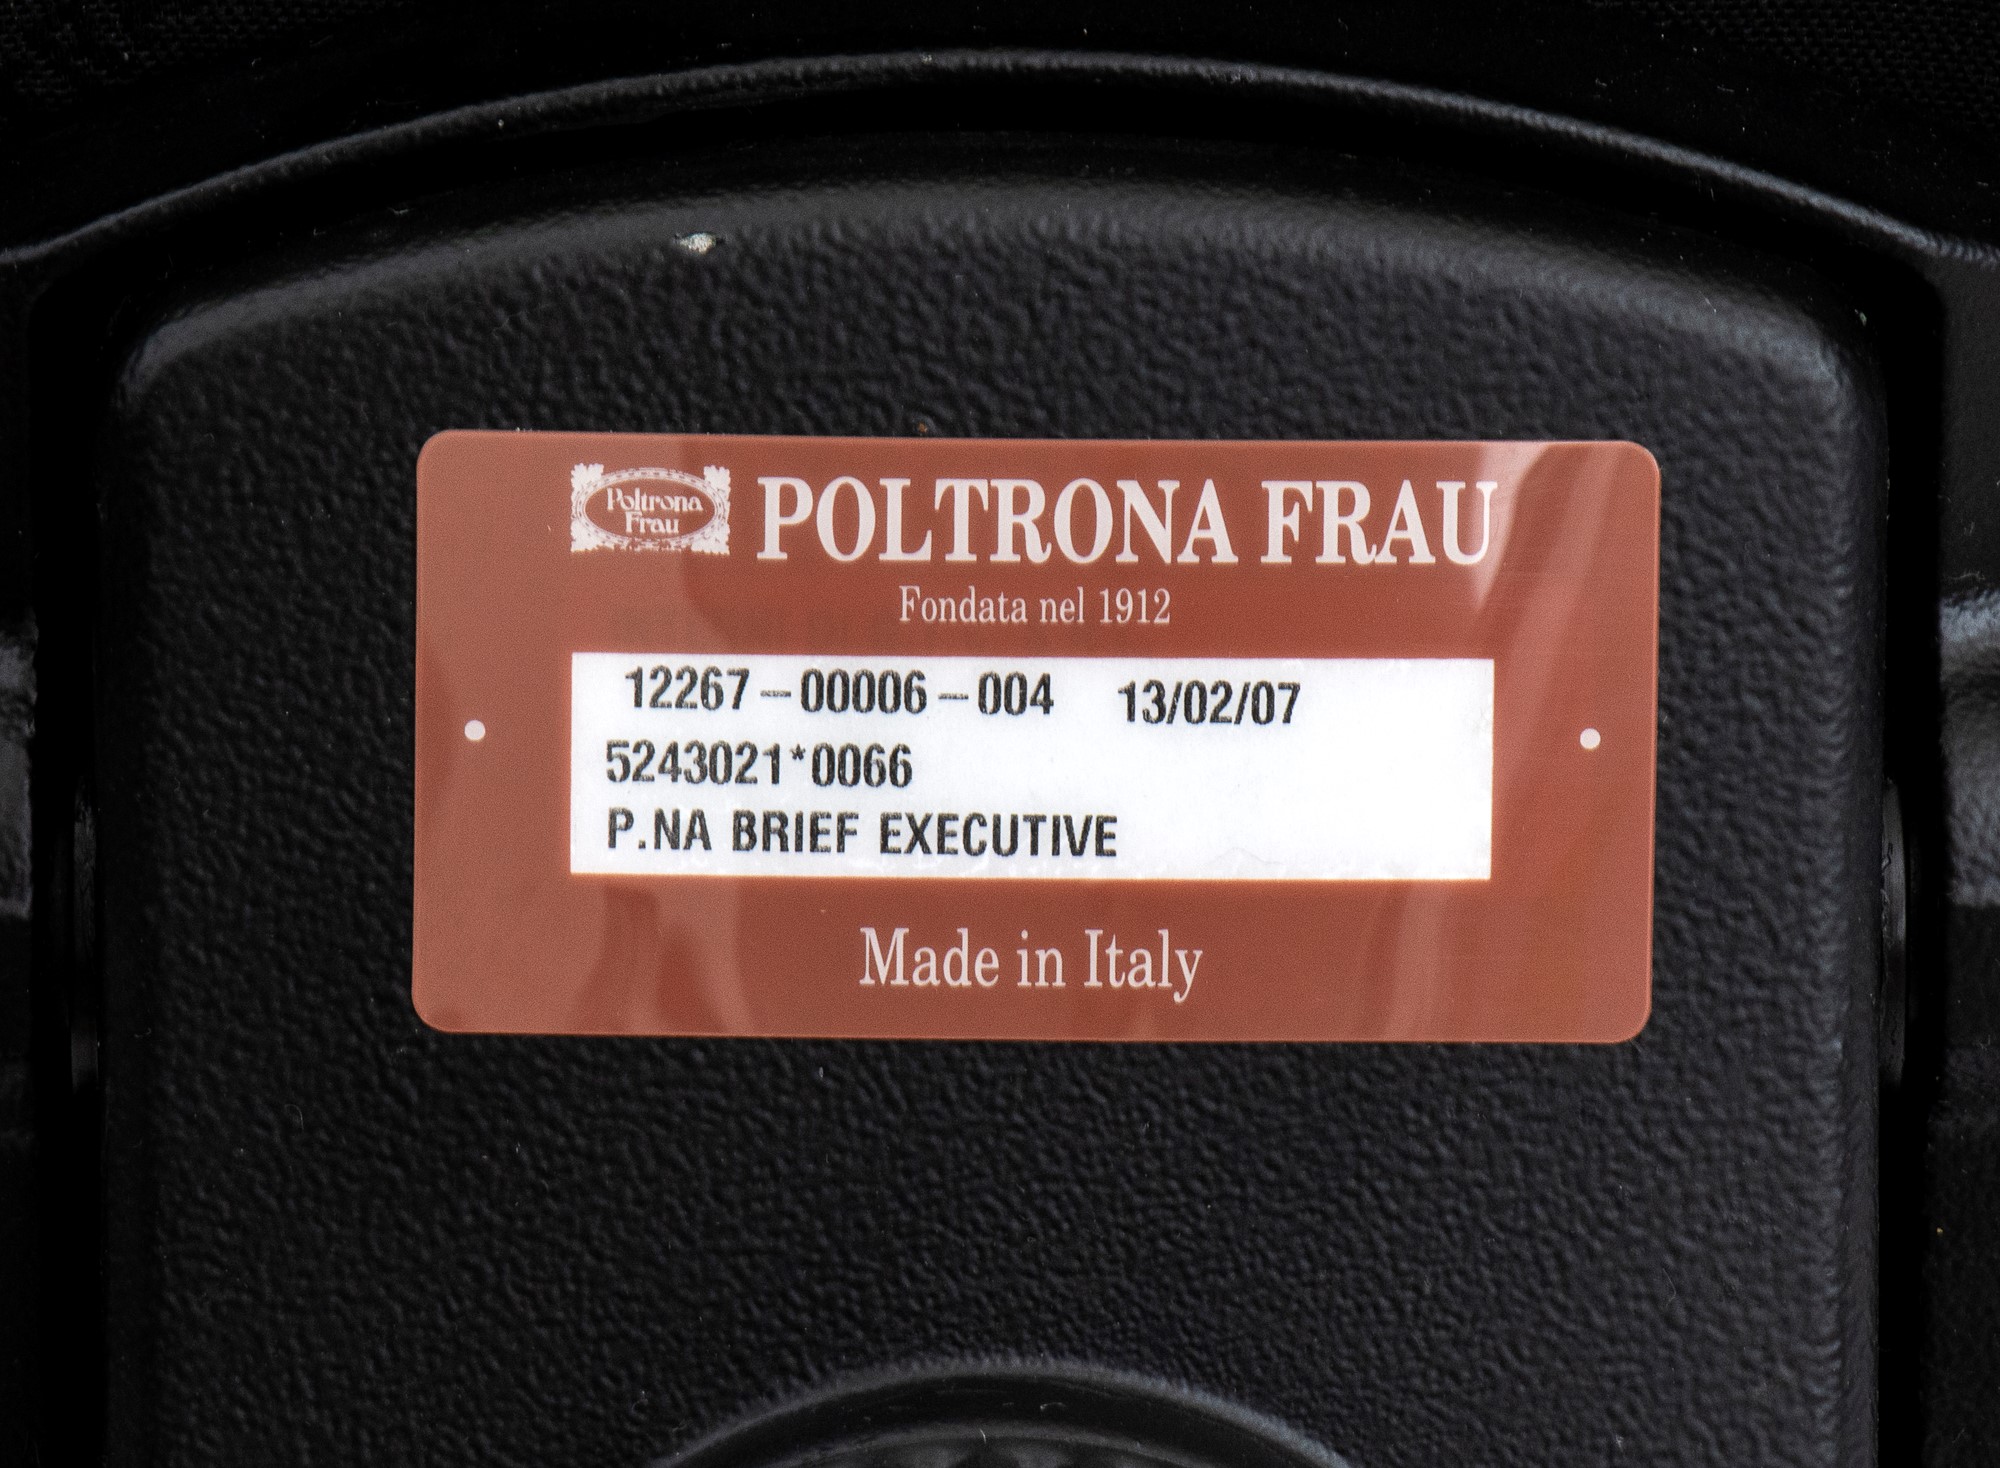 Poltrona
Frau
POLTRONA FRAU
Fondata nel 1912
12267-00006-004 13/02/07
5243021*0066
P.NA BRIEF EXECUTIVE
Made in Italy